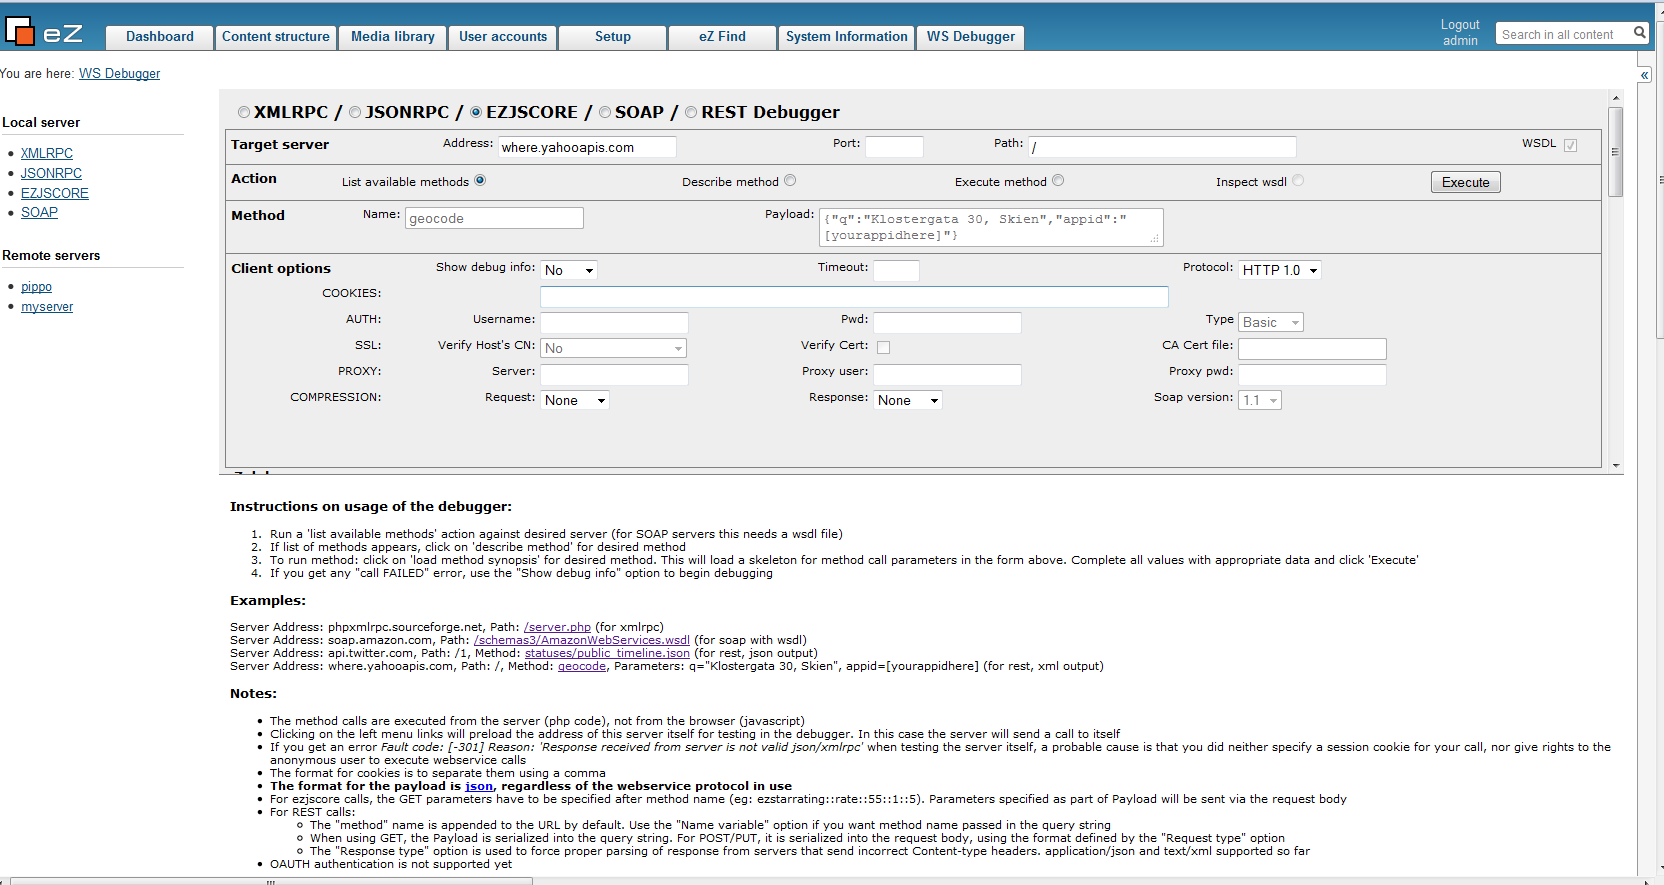 eZ
Dashboard Content structure Media library User accounts Setup eZ Find System Information WS Debugger
Logout
admin
Search in all content
You are here: WS Debugger
«
Local server
XMLRPC
JSONRPC
EZJSCORE
SOAP
Remote servers
pippo
myserver
XMLRPC / JSONRPC / EZJSCORE / SOAP / REST Debugger
Target server Address: where.yahooapis.com Port: Path: / WSDL
Action List available methods Describe method Execute method Inspect wsdl Execute
Method Name: geocode Payload: {"q":"Klostergata 30, Skien","appid":"
[yourappidhere]"}
Client options Show debug info: No Timeout: Protocol: HTTP 1.0
COOKIES:
AUTH: Username: Pwd: Type Basic
SSL: Verify Host's CN: No Verify Cert: CA Cert file:
PROXY: Server: Proxy user: Proxy pwd:
COMPRESSION: Request: None Response: None Soap version: 1.1
Instructions on usage of the debugger:
1. Run a 'list available methods' action against desired server (for SOAP servers this needs a wsdl file)
2. If list of methods appears, click on 'describe method' for desired method
3. To run method: click on 'load method synopsis' for desired method. This will load a skeleton for method call parameters in the form above. Complete all values with appropriate data and click 'Execute'
4. If you get any "call FAILED" error, use the "Show debug info" option to begin debugging
Examples:
Server Address: phpxmlrpc.sourceforge.net, Path: /server.php (for xmlrpc)
Server Address: soap.amazon.com, Path: /schemas3/AmazonWebServices.wsdl (for soap with wsdl)
Server Address: api.twitter.com, Path: /1, Method: statuses/public_timeline.json (for rest, json output)
Server Address: where.yahooapis.com, Path: /, Method: geocode, Parameters: q="Klostergata 30, Skien", appid=[yourappidhere] (for rest, xml output)
Notes:
The method calls are executed from the server (php code), not from the browser (javascript)
Clicking on the left menu links will preload the address of this server itself for testing in the debugger. In this case the server will send a call to itself
If you get an error Fault code: [-301] Reason: 'Response received from server is not valid json/xmlrpc' when testing the server itself, a probable cause is that you did neither specify a session cookie for your call, nor give rights to the
anonymous user to execute webservice calls
The format for cookies is to separate them using a comma
The format for the payload is json, regardless of the webservice protocol in use
For ezjscore calls, the GET parameters have to be specified after method name (eg: ezstarrating::rate::55::1::5). Parameters specified as part of Payload will be sent via the request body
For REST calls:
The "method" name is appended to the URL by default. Use the "Name variable" option if you want method name passed in the query string
When using GET, the Payload is serialized into the query string. For POST/PUT, it is serialized into the request body, using the format defined by the "Request type" option
The "Response type" option is used to force proper parsing of response from servers that send incorrect Content-type headers. application/json and text/xml supported so far
OAUTH authentication is not supported yet